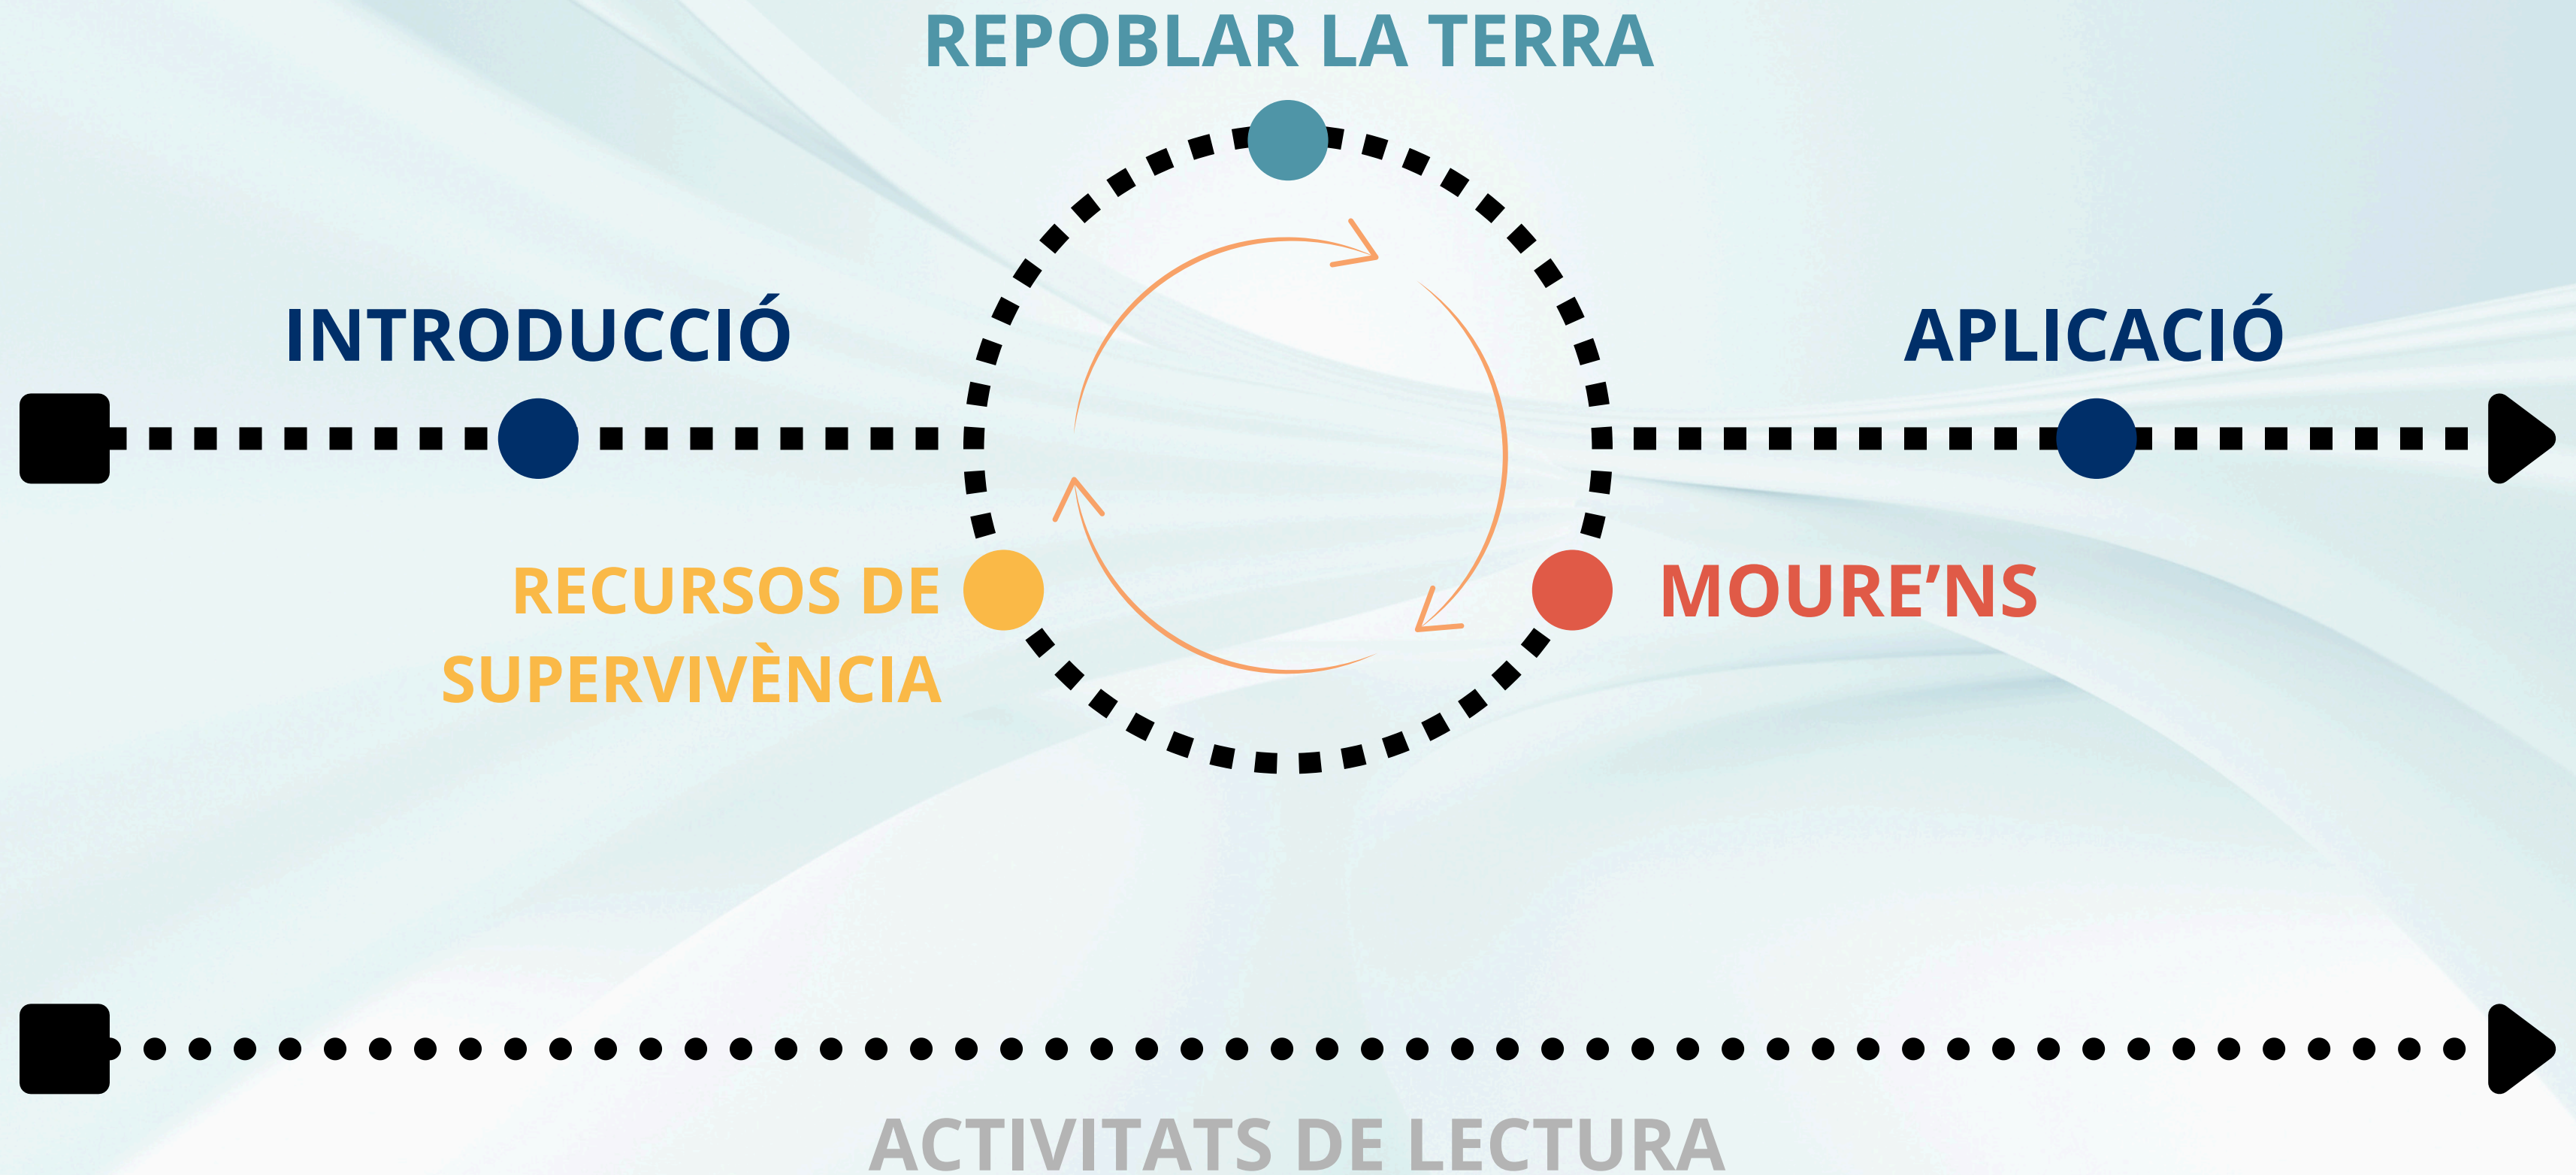 REPOBLAR LA TERRA
INTRODUCCIÓ
APLICACIÓ
RECURSOS DE
SUPERVIVÈNCIA
MOURE’NS
ACTIVITATS DE LECTURA